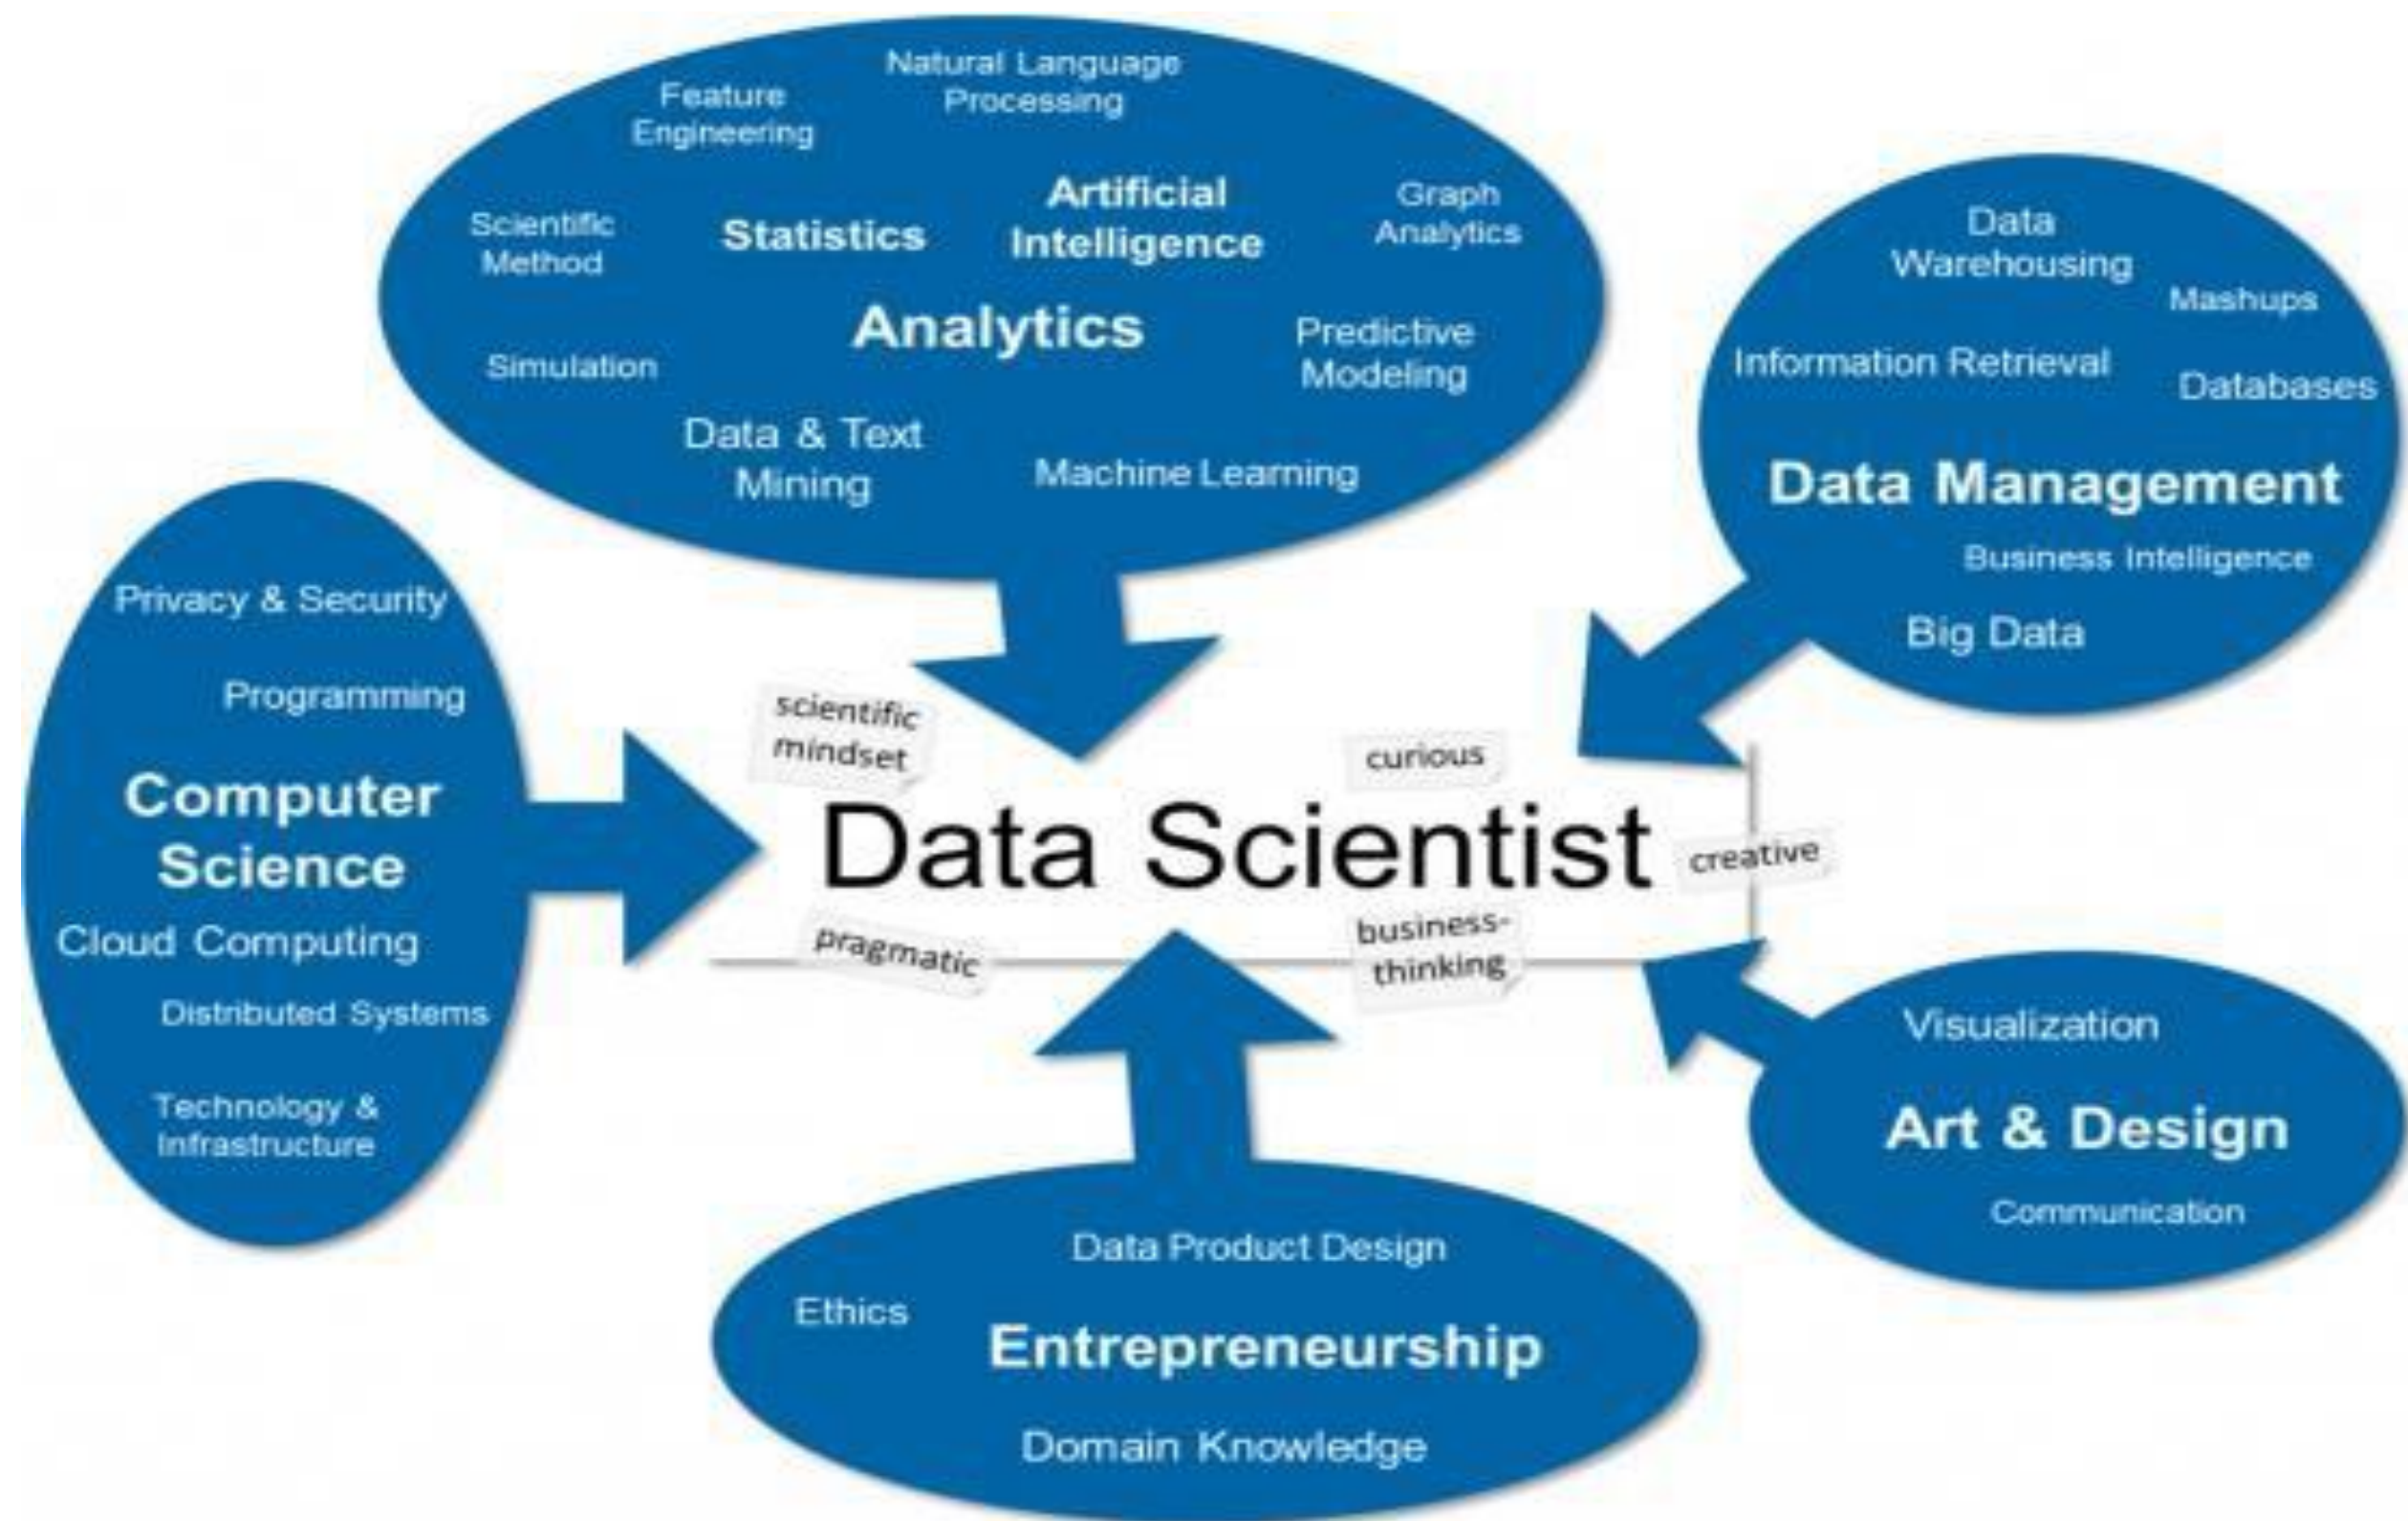 Natural Language
Processing
Feature
Engineering
Artificial
Intelligence
Graph
Analytics
Scientific
Method
Statistics
Analytics
Predictive
Modeling
Simulation
Data & Text
Mining
Machine Learning
Data
Warehousing
Mashups
Information Retrieval
Databases
Data Management
Business Intelligence
Big Data
Privacy & Security
Programming
Computer
Science
Cloud Computing
Distributed Systems
Technology &
Infrastructure
scientific
mindset
curious
Data Scientist
creative
pragmatic
business-
thinking
Visualization
Art & Design
Communication
Data Product Design
Ethics
Entrepreneurship
Domain Knowledge